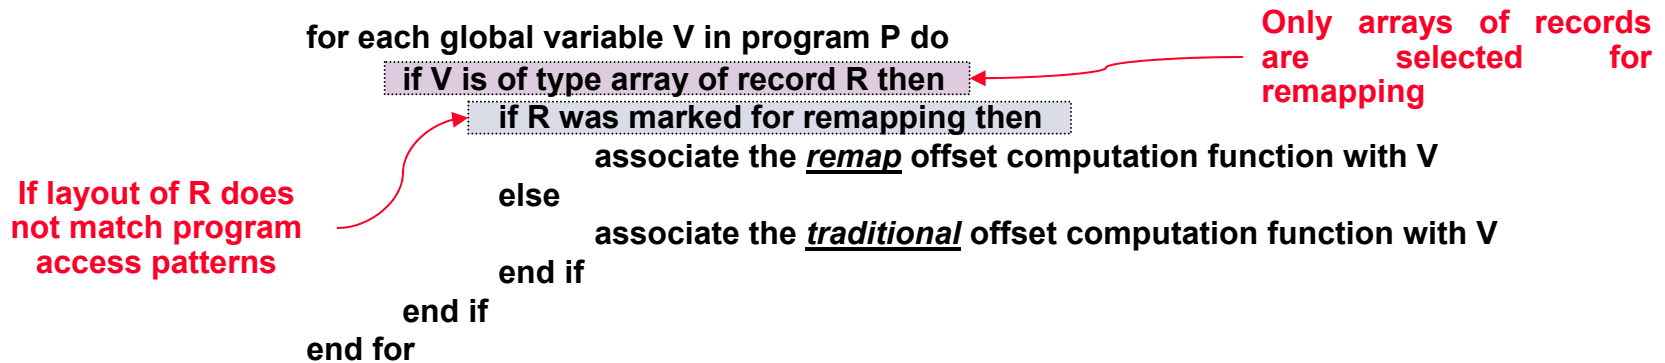 for each global variable V in program P do
if V is of type array of record R then
if R was marked for remapping then
associate the remap offset computation function with V
else
associate the traditional offset computation function with V
end if
end if
end for
Only arrays of records
are selected for
remapping
If layout of R does
not match program
access patterns